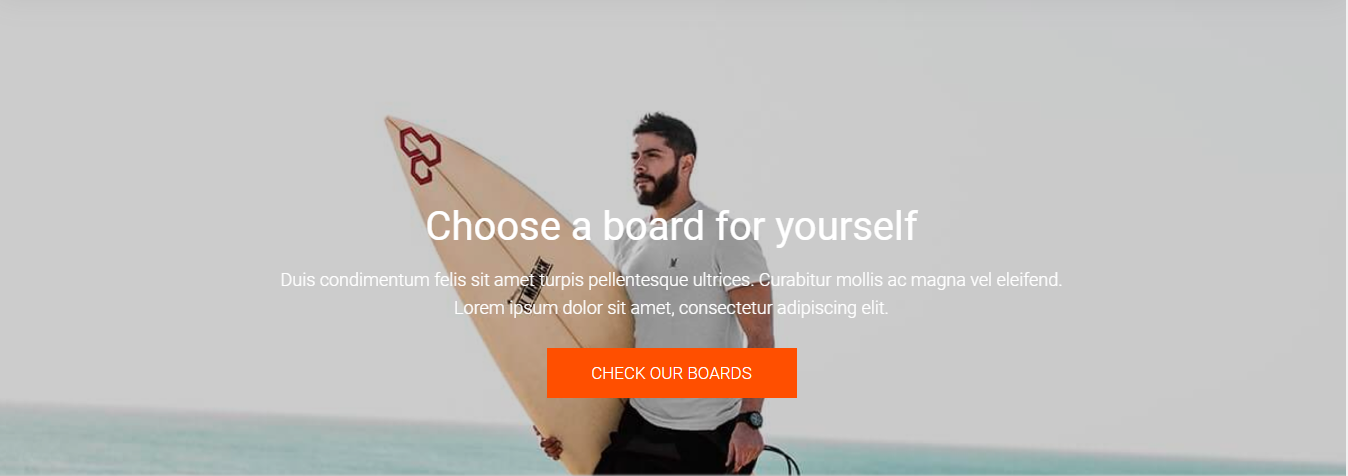 Choose a board for yourself
Duis condimentum felis sit amet turpis pellentesque ultrices. Curabitur mollis ac magna vel eleifend.
Lorem ipsum dolor sit amet, consectetur adipiscing elit.
CHECK OUR BOARDS